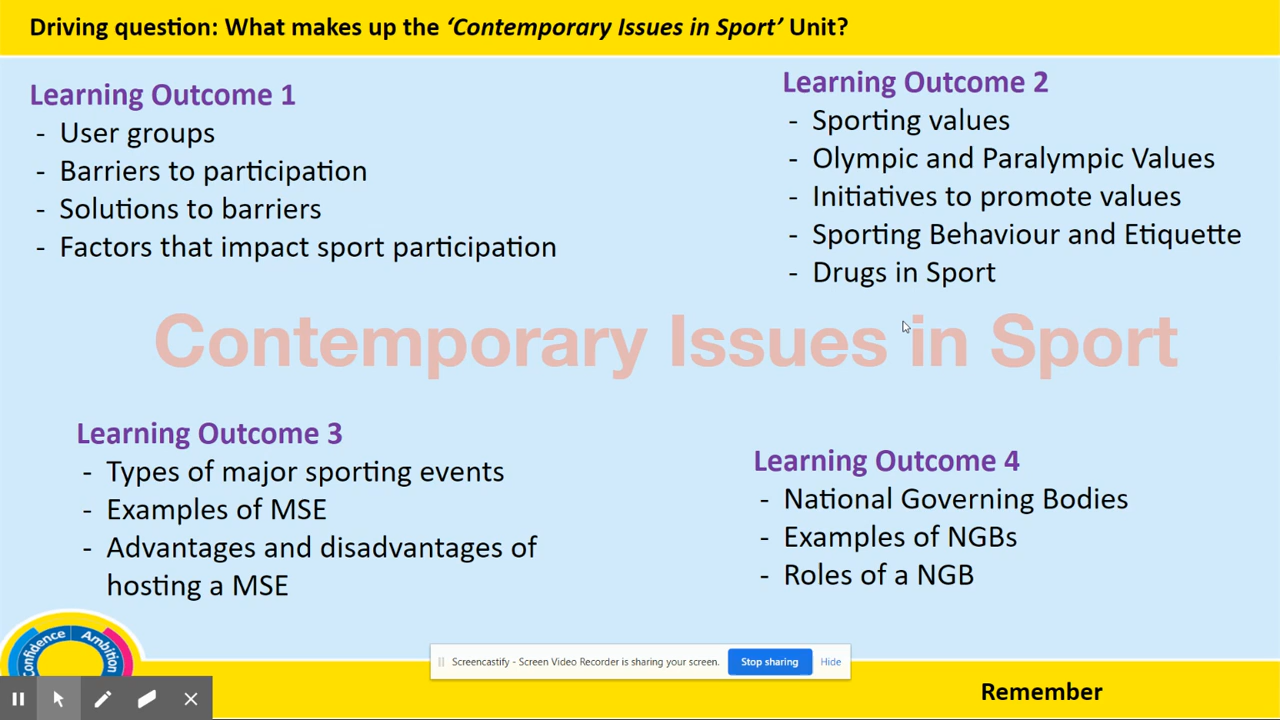 Driving question: What makes up the ‘Contemporary Issues in Sport’ Unit?
Learning Outcome 1
- User groups
- Barriers to participation
- Solutions to barriers
- Factors that impact sport participation
Learning Outcome 2
- Sporting values
- Olympic and Paralympic Values
- Initiatives to promote values
- Sporting Behaviour and Etiquette
- Drugs in Sport
Contemporary Issues in Sport
Learning Outcome 3
- Types of major sporting events
- Examples of MSE
- Advantages and disadvantages of
hosting a MSE
Learning Outcome 4
- National Governing Bodies
- Examples of NGBs
- Roles of a NGB
Confidence Ambition
Screencastify - Screen Video Recorder is sharing your screen. Stop sharing Hide
Remember